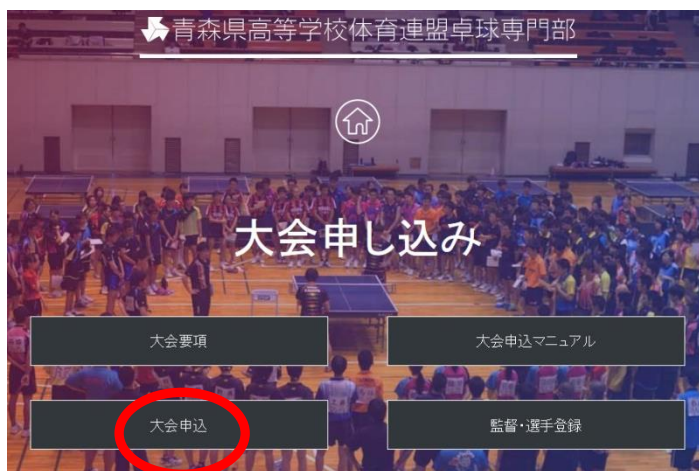 青森県高等学校体育連盟卓球専門部
大会申し込み
大会要項
大会申込マニュアル
大会申込
監督・選手登録